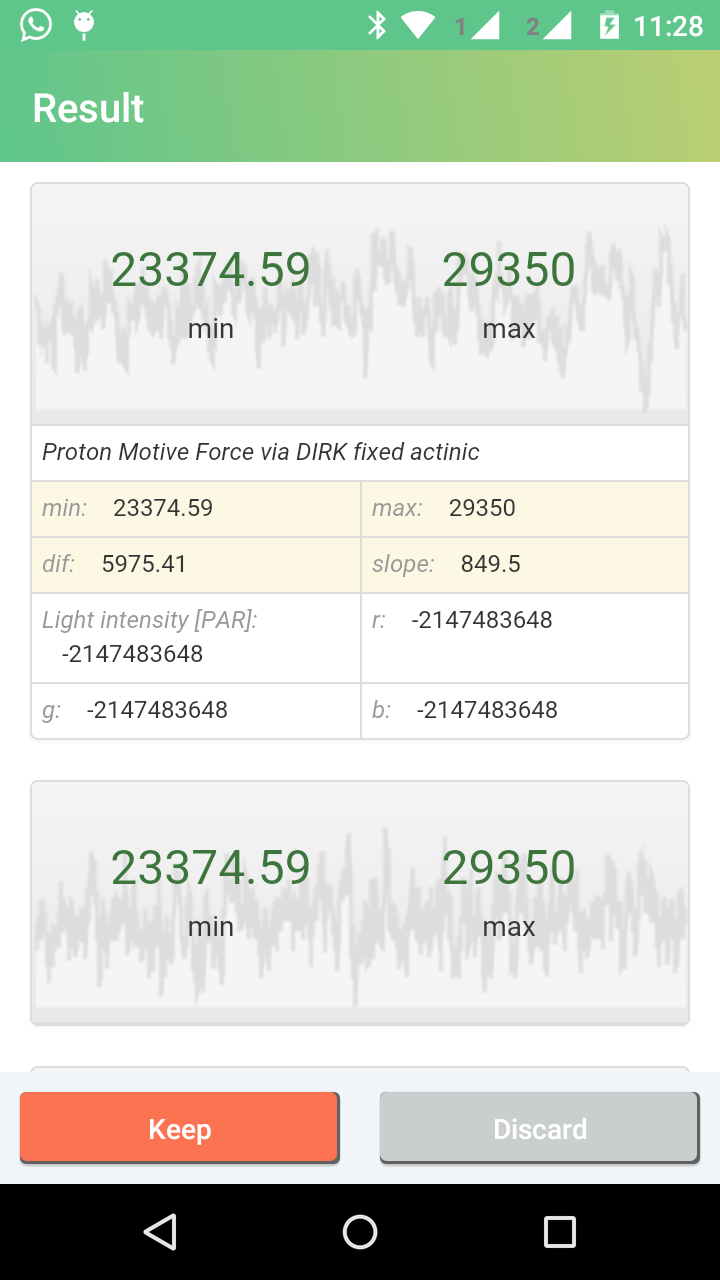 1 2 11:28
Result
23374.59 29350
min max
Proton Motive Force via DIRK fixed actinic
min: 23374.59 max: 29350
dif: 5975.41 slope: 849.5
Light intensity [PAR]: r: -2147483648
-2147483648
g: -2147483648 b: -2147483648
23374.59 29350
min max
Keep Discard